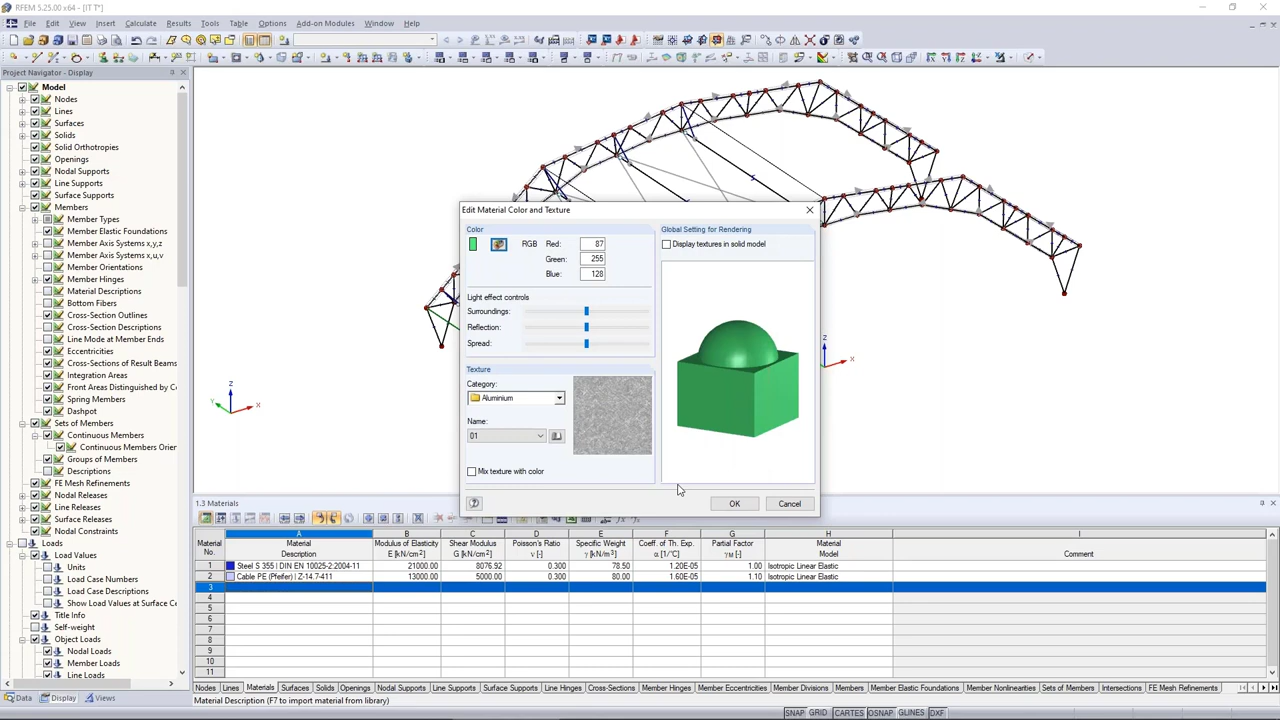 RFEM 5.25.00 x64 - [IT T*]
File Edit View Insert Calculate Results Tools Table Options Add-on Modules Window Help
Project Navigator - Display
Model
Nodes
Lines
Surfaces
Solids
Solid Orthotropies
Openings
Nodal Supports
Line Supports
Surface Supports
Members
Member Types
Member Elastic Foundations
Member Axis Systems x,y,z
Member Axis Systems x,u,v
Member Orientations
Member Hinges
Material Descriptions
Bottom Fibers
Cross-Section Outlines
Cross-Section Descriptions
Line Mode at Member Ends
Eccentricities
Cross-Sections of Result Beams
Integration Areas
Front Areas Distinguished by C
Spring Members
Dashpot
Sets of Members
Continuous Members
Continuous Members Orien
Groups of Members
Descriptions
FE Mesh Refinements
Nodal Releases
Line Releases
Surface Releases
Nodal Constraints
Loads
Load Values
Units
Load Case Numbers
Load Case Descriptions
Show Load Values at Surface Ce
Title Info
Self-weight
Object Loads
Nodal Loads
Member Loads
Line Loads
Data Display Views
Z
Y X
Z
X
Edit Material Color and Texture
Color
RGB Red: 87
Green: 255
Blue: 128
Light effect controls
Surroundings:
Reflection:
Spread:
Texture
Category:
Aluminium
Name:
01
Mix texture with color
Global Setting for Rendering
Display textures in solid model
OK Cancel
1.3 Materials
A B C D E F G H I
Material Material Modulus of Elasticity Shear Modulus Poisson's Ratio Specific Weight Coeff. of Th. Exp. Partial Factor Material
No. Description E [kN/cm2] G [kN/cm2] ν [-] γ [kN/m3] α [1/°C] γM [-] Model Comment
1 Steel S 355 | DIN EN 10025-2:2004-11 21000.00 8076.92 0.300 78.50 1.20E-05 1.00 Isotropic Linear Elastic
2 Cable PE (Pfeifer) | Z-14.7-411 13000.00 5000.00 0.300 80.00 1.60E-05 1.10 Isotropic Linear Elastic
3
4
5
6
7
8
9
10
11
Nodes Lines Materials Surfaces Solids Openings Nodal Supports Line Supports Surface Supports Line Hinges Cross-Sections Member Hinges Member Eccentricities Member Divisions Members Member Elastic Foundations Member Nonlinearities Sets of Members Intersections FE Mesh Refinements
Material Description (F7 to import material from library)
SNAP GRID CARTES OSNAP GLINES DXF